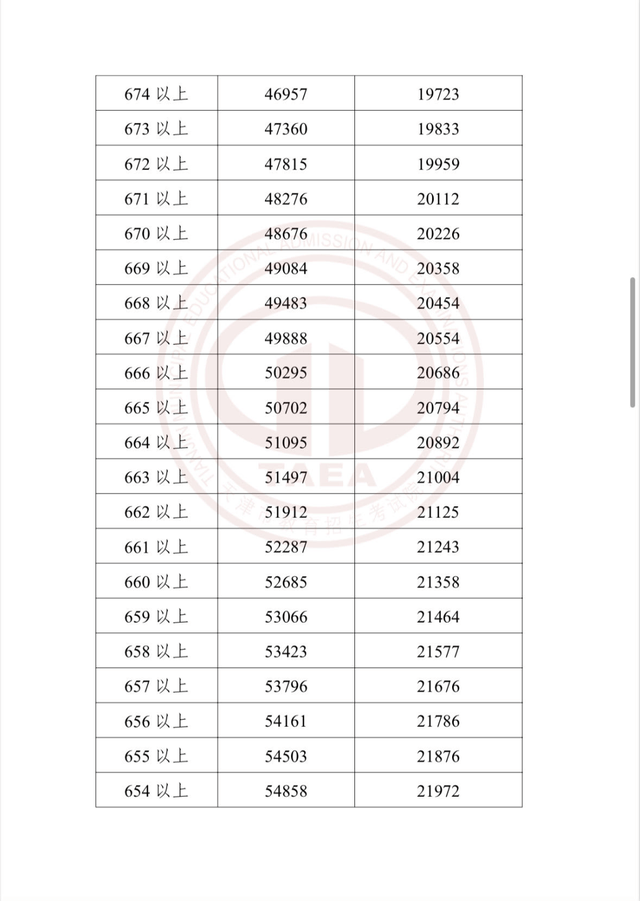 674 以上 46957 19723
673 以上 47360 19833
672 以上 47815 19959
671 以上 48276 20112
670 以上 48676 20226
669 以上 49084 20358
668 以上 49483 20454
667 以上 49888 20554
666 以上 50295 20686
665 以上 50702 20794
664 以上 51095 20892
663 以上 51497 21004
662 以上 51912 21125
661 以上 52287 21243
660 以上 52685 21358
659 以上 53066 21464
658 以上 53423 21577
657 以上 53796 21676
656 以上 54161 21786
655 以上 54503 21876
654 以上 54858 21972
TAEA